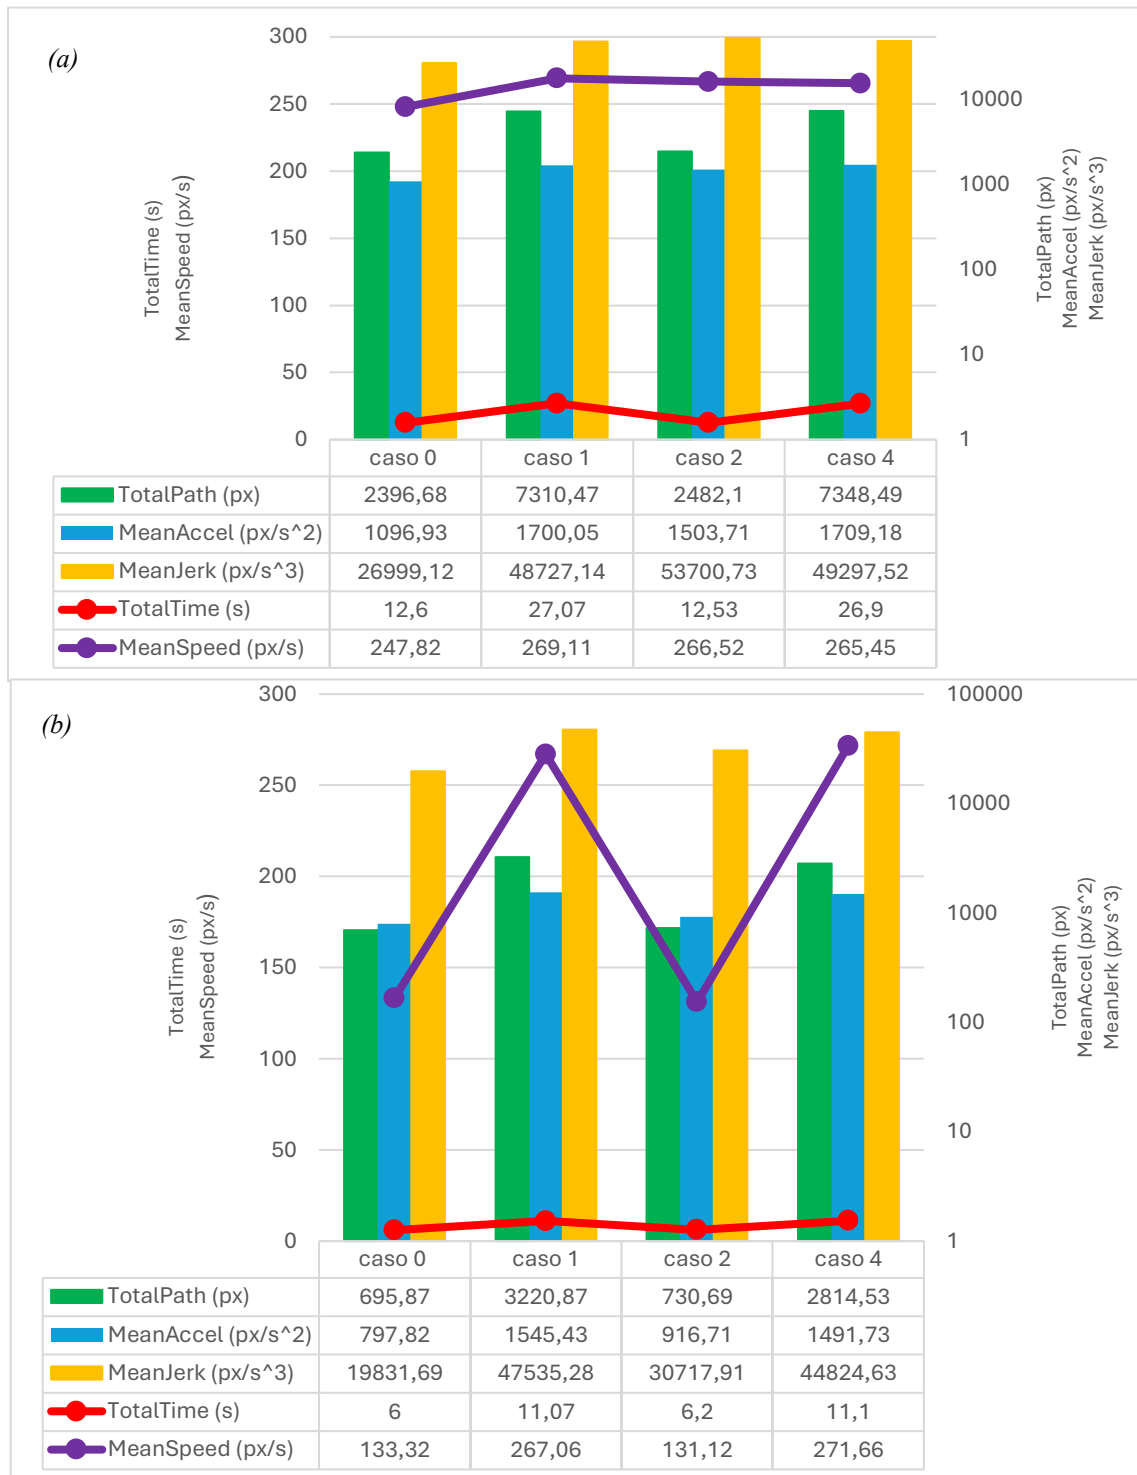 (a)
300
250
200
150
100
50
0
TotalTime (s)
MeanSpeed (px/s)
10000
1000
100
10
1
TotalPath (px)
MeanAccel (px/s^2)
MeanJerk (px/s^3)
caso 0 caso 1 caso 2 caso 4
TotalPath (px) 2396,68 7310,47 2482,1 7348,49
MeanAccel (px/s^2) 1096,93 1700,05 1503,71 1709,18
MeanJerk (px/s^3) 26999,12 48727,14 53700,73 49297,52
TotalTime (s) 12,6 27,07 12,53 26,9
MeanSpeed (px/s) 247,82 269,11 266,52 265,45
(b)
300
250
200
150
100
50
0
TotalTime (s)
MeanSpeed (px/s)
100000
10000
1000
100
10
1
TotalPath (px)
MeanAccel (px/s^2)
MeanJerk (px/s^3)
caso 0 caso 1 caso 2 caso 4
TotalPath (px) 695,87 3220,87 730,69 2814,53
MeanAccel (px/s^2) 797,82 1545,43 916,71 1491,73
MeanJerk (px/s^3) 19831,69 47535,28 30717,91 44824,63
TotalTime (s) 6 11,07 6,2 11,1
MeanSpeed (px/s) 133,32 267,06 131,12 271,66